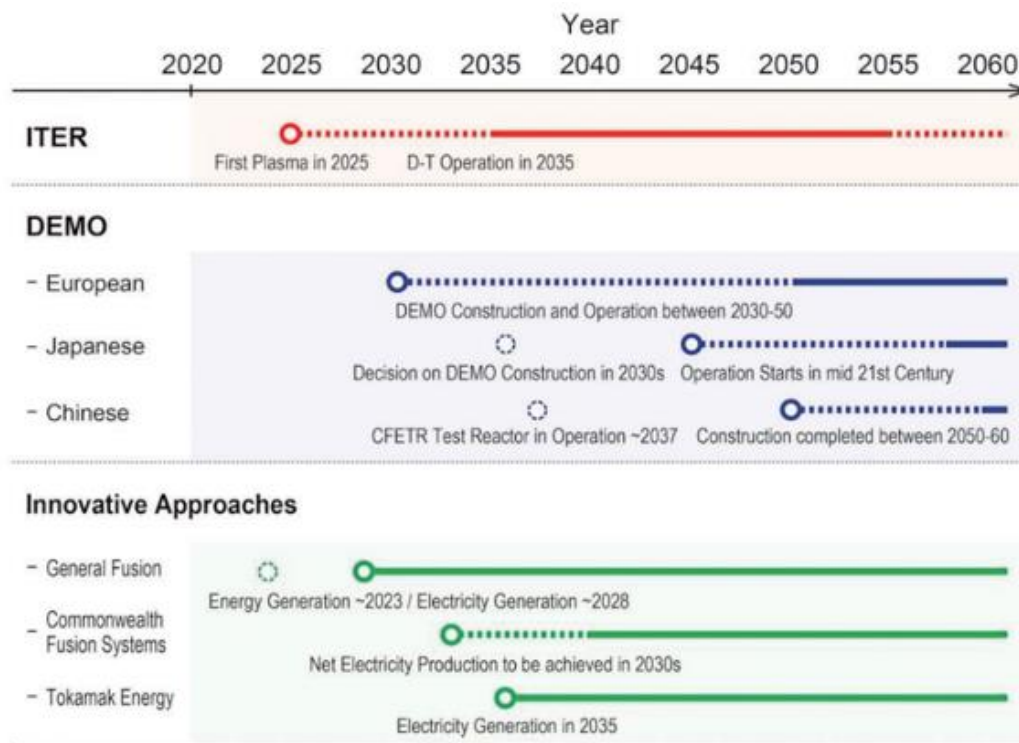 Year
2020 2025 2030 2035 2040 2045 2050 2055 2060
ITER
First Plasma in 2025 D-T Operation in 2035
DEMO
- European
DEMO Construction and Operation between 2030-50
- Japanese
Decision on DEMO Construction in 2030s Operation Starts in mid 21st Century
- Chinese
CFETR Test Reactor in Operation ~2037 Construction completed between 2050-60
Innovative Approaches
- General Fusion
Energy Generation ~2023 / Electricity Generation ~2028
- Commonwealth
Fusion Systems
Net Electricity Production to be achieved in 2030s
- Tokamak Energy
Electricity Generation in 2035